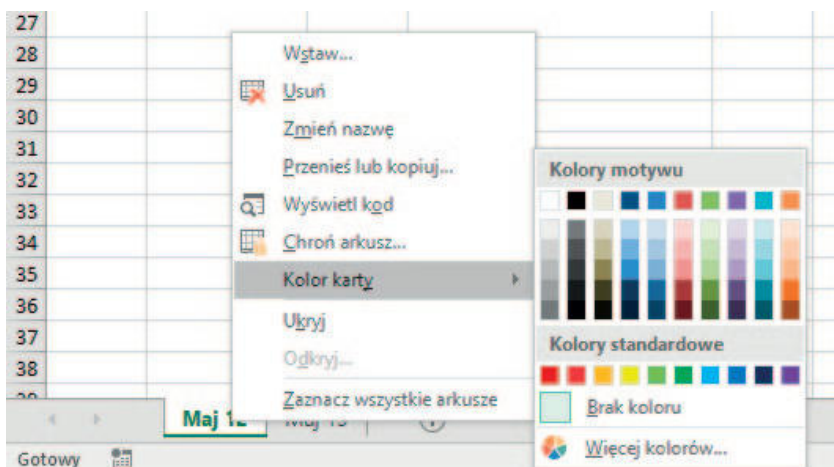 27
28
29
30
31
32
33
34
35
36
37
38
Wstaw...
Usuń
Zmień nazwę
Przenieś lub kopiuj...
Wyświetl kod
Chroń arkusz...
Kolor karty
Ukryj
Odkryj...
Zaznacz wszystkie arkusze
Kolory motywu
Kolory standardowe
Brak koloru
Więcej kolorów...
Maj 12
Gotowy